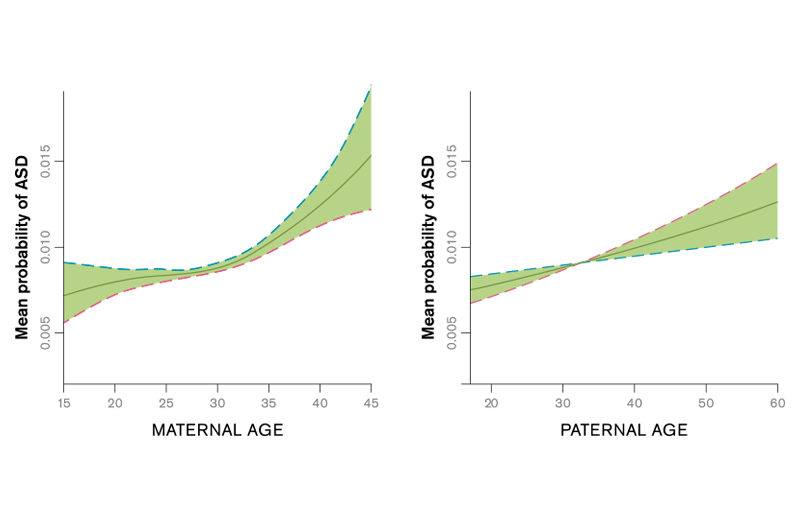 Mean probability of ASD
0.015
0.010
0.005
15 20 25 30 35 40 45
MATERNAL AGE
Mean probability of ASD
0.015
0.010
0.005
20 30 40 50 60
PATERNAL AGE